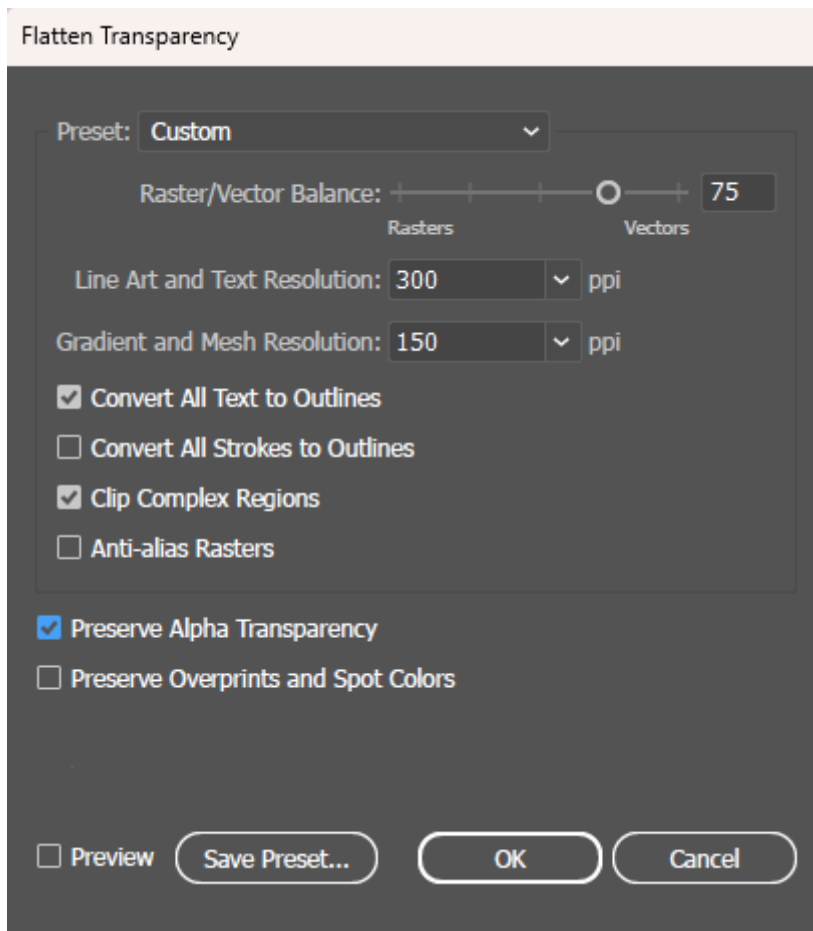 Flatten Transparency
Preset: Custom
Raster/Vector Balance: 75
Rasters Vectors
Line Art and Text Resolution: 300 ppi
Gradient and Mesh Resolution: 150 ppi
Convert All Text to Outlines
Convert All Strokes to Outlines
Clip Complex Regions
Anti-alias Rasters
Preserve Alpha Transparency
Preserve Overprints and Spot Colors
Preview Save Preset... OK Cancel